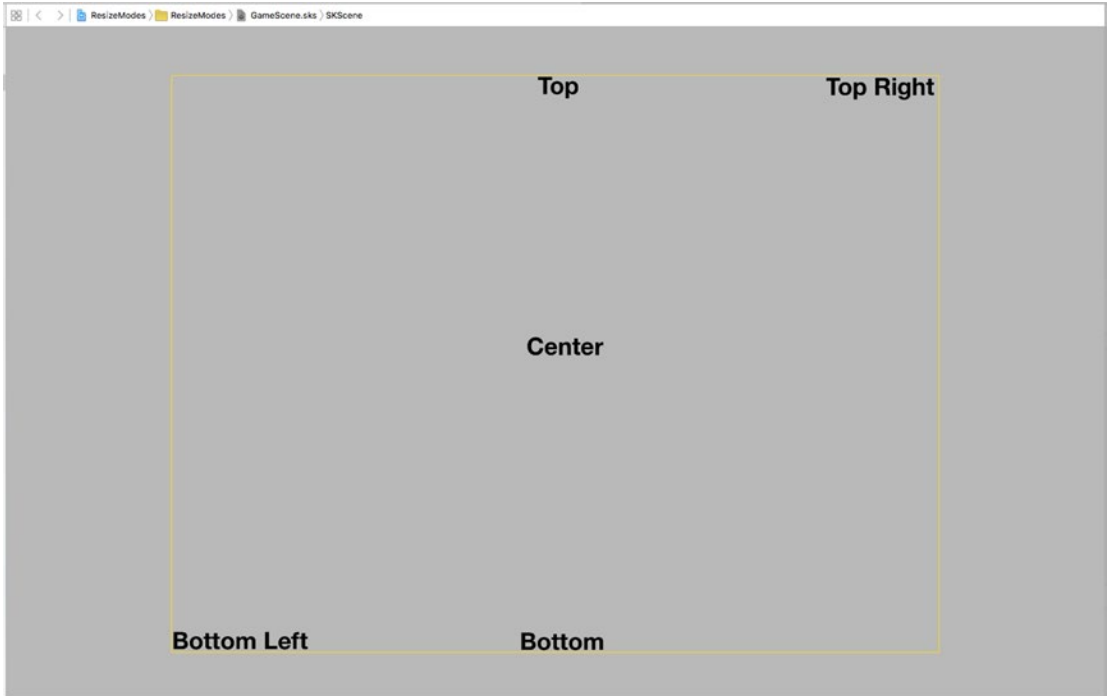 ResizeModes ResizeModes GameScene.sks SKScene
Top Top Right
Center
Bottom Left Bottom